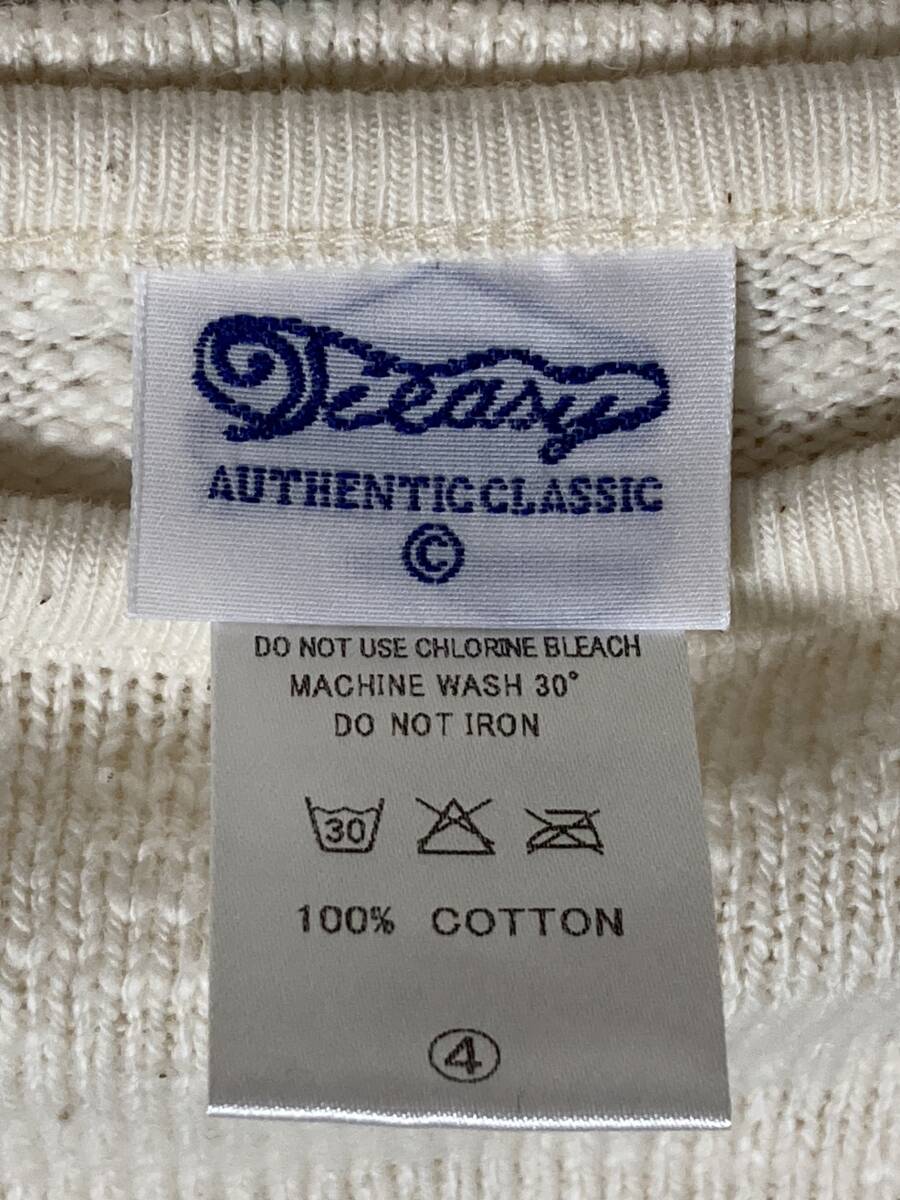 Dieasy
AUTHENTIC CLASSIC
©
DO NOT USE CHLORINE BLEACH
MACHINE WASH 30°
DO NOT IRON
30
100% COTTON
④